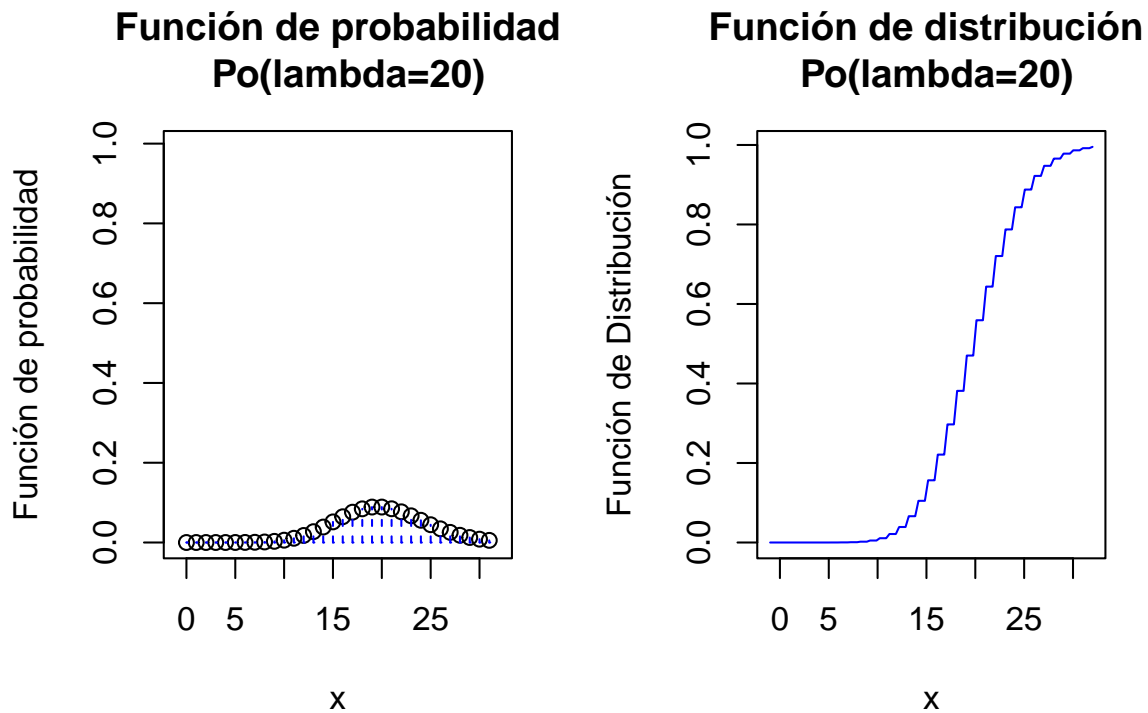 Función de probabilidad
Po(lambda=20)
Función de probabilidad
0.0 0.2 0.4 0.6 0.8 1.0
0 5 15 25
x
Función de distribución
Po(lambda=20)
Función de Distribución
0.0 0.2 0.4 0.6 0.8 1.0
0 5 15 25
x